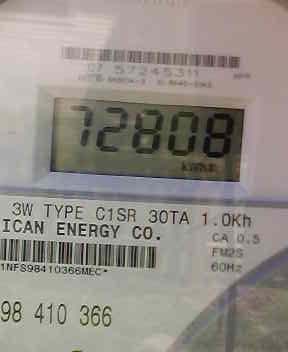 07 57245311
72808
kWhR
3W TYPE C1SR 30TA 1.0Kh
ICAN ENERGY CO.
CA 0.5
FM2S
60Hz
1NFS98410366MEC*
98 410 366